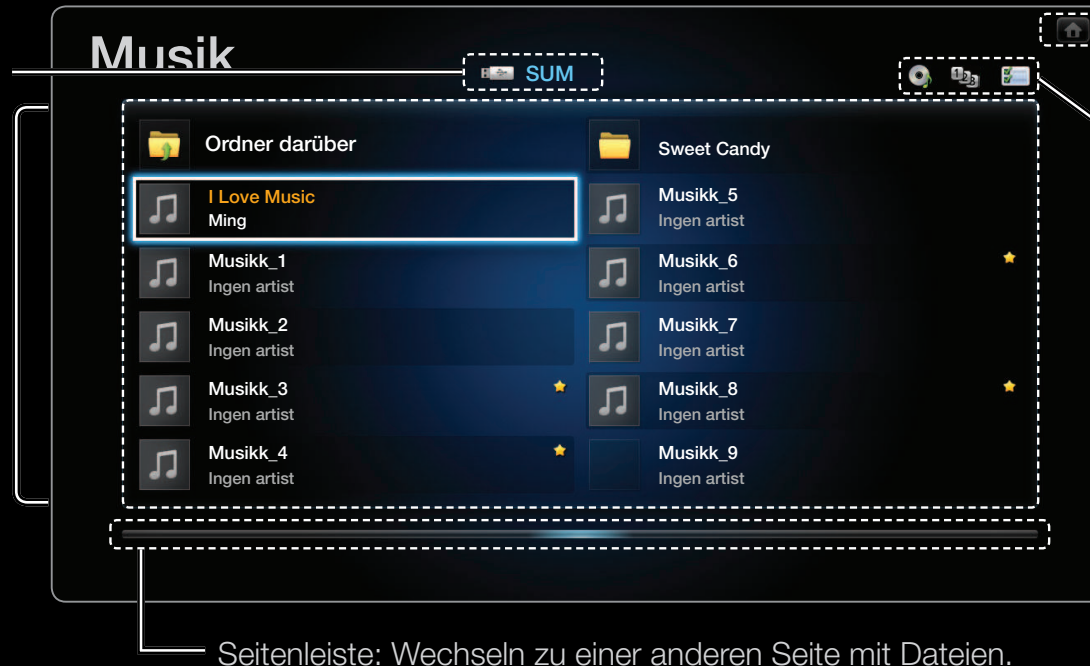 Musik
SUM
Ordner darüber
I Love Music
Ming
Musikk_1
Ingen artist
Musikk_2
Ingen artist
Musikk_3
Ingen artist
Musikk_4
Ingen artist
Sweet Candy
Musikk_5
Ingen artist
Musikk_6
Ingen artist
Musikk_7
Ingen artist
Musikk_8
Ingen artist
Musikk_9
Ingen artist
Seitenleiste: Wechseln zu einer anderen Seite mit Dateien.